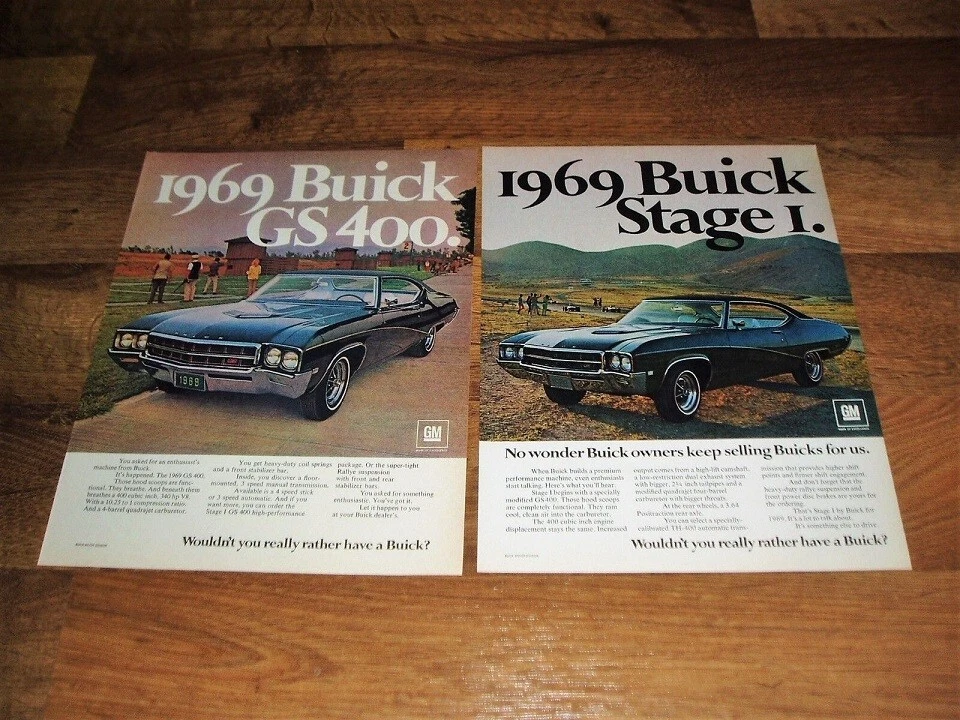 1969 Buick
GS 400.
2
1969
GM
MARK OF EXCELLENCE
You asked for an enthusiast's
machine from Buick.
It's happened. The 1969 GS 400.
Those hood scoops are func-
tional. They breathe. And beneath them
breathes a 400 cubic inch, 340 hp V8.
With a 10.25 to 1 compression ratio.
And a 4-barrel quadrajet carburetor.
You get heavy-duty coil springs
and a front stabilizer bar.
Inside, you discover a floor-
mounted, 3 speed manual transmission.
Available is a 4 speed stick
or 3 speed automatic. And if you
want more, you can order the
Stage I GS 400 high-performance
package. Or the super-tight
Rallye suspension
with front and rear
stabilizer bars.
You asked for something
enthusiastic. You've got it.
Let it happen to you
at your Buick dealer's.
Wouldn't you really rather have a Buick?
1969 Buick
Stage I.
GM
MARK OF EXCELLENCE
No wonder Buick owners keep selling Buicks for us.
When Buick builds a premium
performance machine, even enthusiasts
start talking. Here's what you'll hear.
Stage I begins with a specially
modified GS 400. Those hood scoops
are completely functional. They ram
cool, clean air into the carburetor.
The 400 cubic inch engine
displacement stays the same. Increased
output comes from a high-lift camshaft,
a low-restriction dual exhaust system
with bigger, 2¼ inch tailpipes and a
modified quadrajet four-barrel
carburetor with bigger throats.
At the rear wheels, a 3.64
Positraction rear axle.
You can select a specially-
calibrated TH-400 automatic trans-
mission that provides higher shift
points and firmer shift engagement.
And don't forget that the
heavy-duty rallye suspension and
front power disc brakes are yours for
the ordering.
That's Stage I by Buick for
1969. It's a lot to talk about.
It's something else to drive.
Wouldn't you really rather have a Buick?